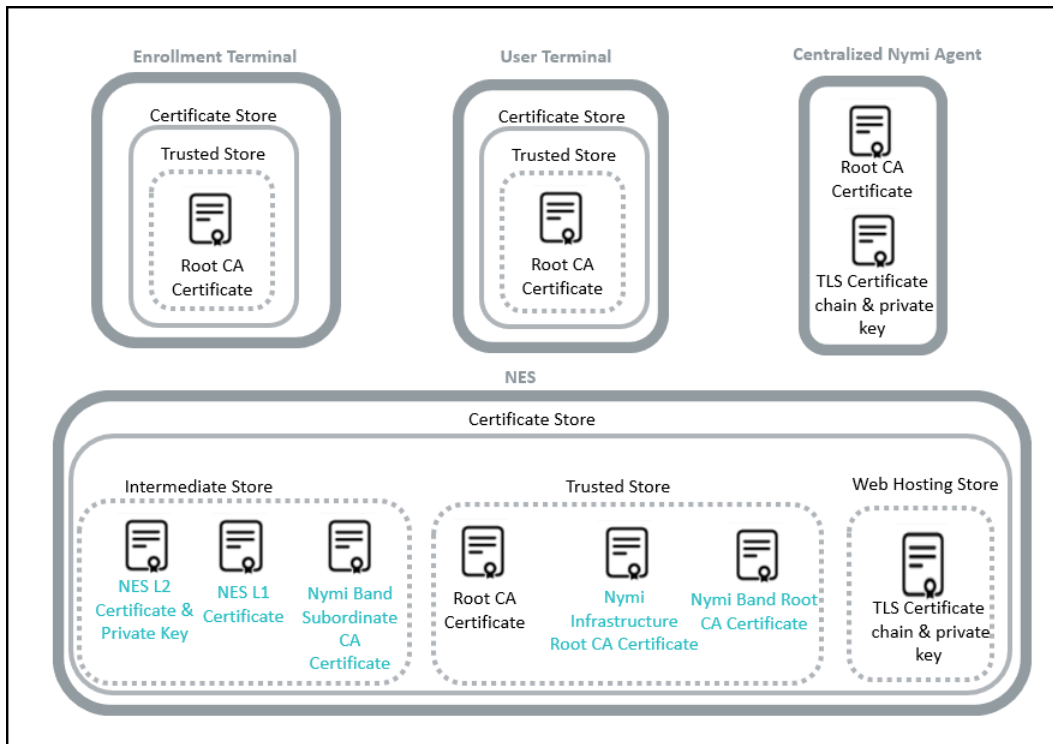 Enrollment Terminal
Certificate Store
Trusted Store
Root CA
Certificate
User Terminal
Certificate Store
Trusted Store
Root CA
Certificate
Centralized Nymi Agent
Root CA
Certificate
TLS Certificate
chain & private
key
NES
Certificate Store
Intermediate Store
NES L2
Certificate &
Private Key
NES L1
Certificate
Nymi Band
Subordinate
CA
Certificate
Trusted Store
Root CA
Certificate
Nymi
Infrastructure
Root CA Certificate
Nymi Band Root
CA Certificate
Web Hosting Store
TLS Certificate
chain & private
key